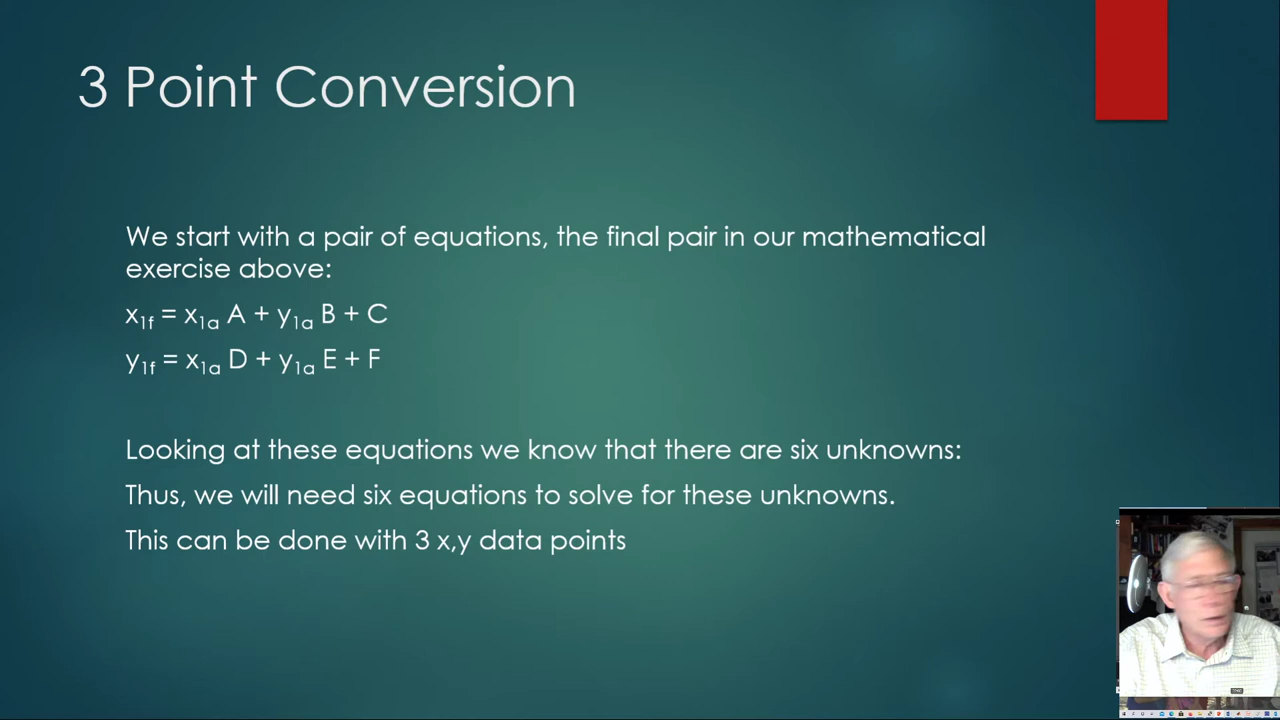 3 Point Conversion
We start with a pair of equations, the final pair in our mathematical
exercise above:
x₁f = x₁ₐ A + y₁ₐ B + C
y₁f = x₁ₐ D + y₁ₐ E + F
Looking at these equations we know that there are six unknowns:
Thus, we will need six equations to solve for these unknowns.
This can be done with 3 x,y data points